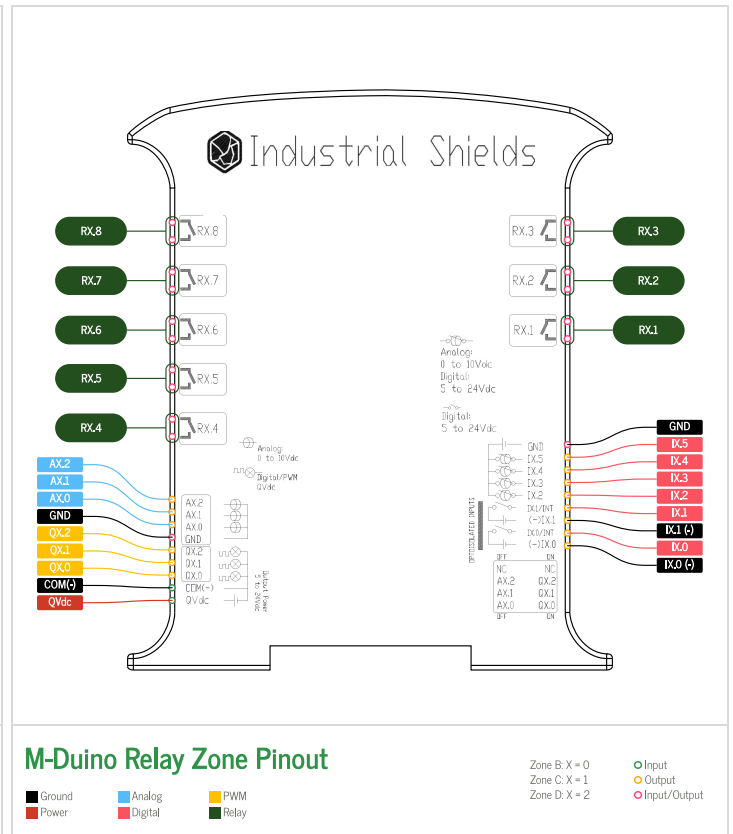 Industrial Shields
RX.8
RX.8
RX.3
RX.3
RX.7
RX.7
RX.2
RX.2
RX.6
RX.6
RX.1
RX.1
RX.5
RX.5
RX.4
RX.4
Analog:
0 to 10Vdc
Digital:
5 to 24Vdc
Digital:
5 to 24Vdc
Analog:
0 to 10Vdc
Digital/PWM
QVdc
AX.2
AX.1
AX.0
GND
QX.2
QX.1
QX.0
COM(-)
QVdc
AX.2
AX.1
AX.0
GND
QX.2
QX.1
QX.0
COM(-)
QVdc
Output Power
5 to 24Vdc
OPTOISOLATED INPUTS
GND
IX.5
IX.4
IX.3
IX.2
IX.1/INT
(-)IX.1
IX.0/INT
(-)IX.0
GND
IX.5
IX.4
IX.3
IX.2
IX.1
IX.1 (-)
IX.0
IX.0 (-)
OFF ON
NC NC
AX.2 QX.2
AX.1 QX.1
AX.0 QX.0
OFF ON
M-Duino Relay Zone Pinout
Ground
Analog
PWM
Power
Digital
Relay
Zone B: X = 0
Zone C: X = 1
Zone D: X = 2
Input
Output
Input/Output